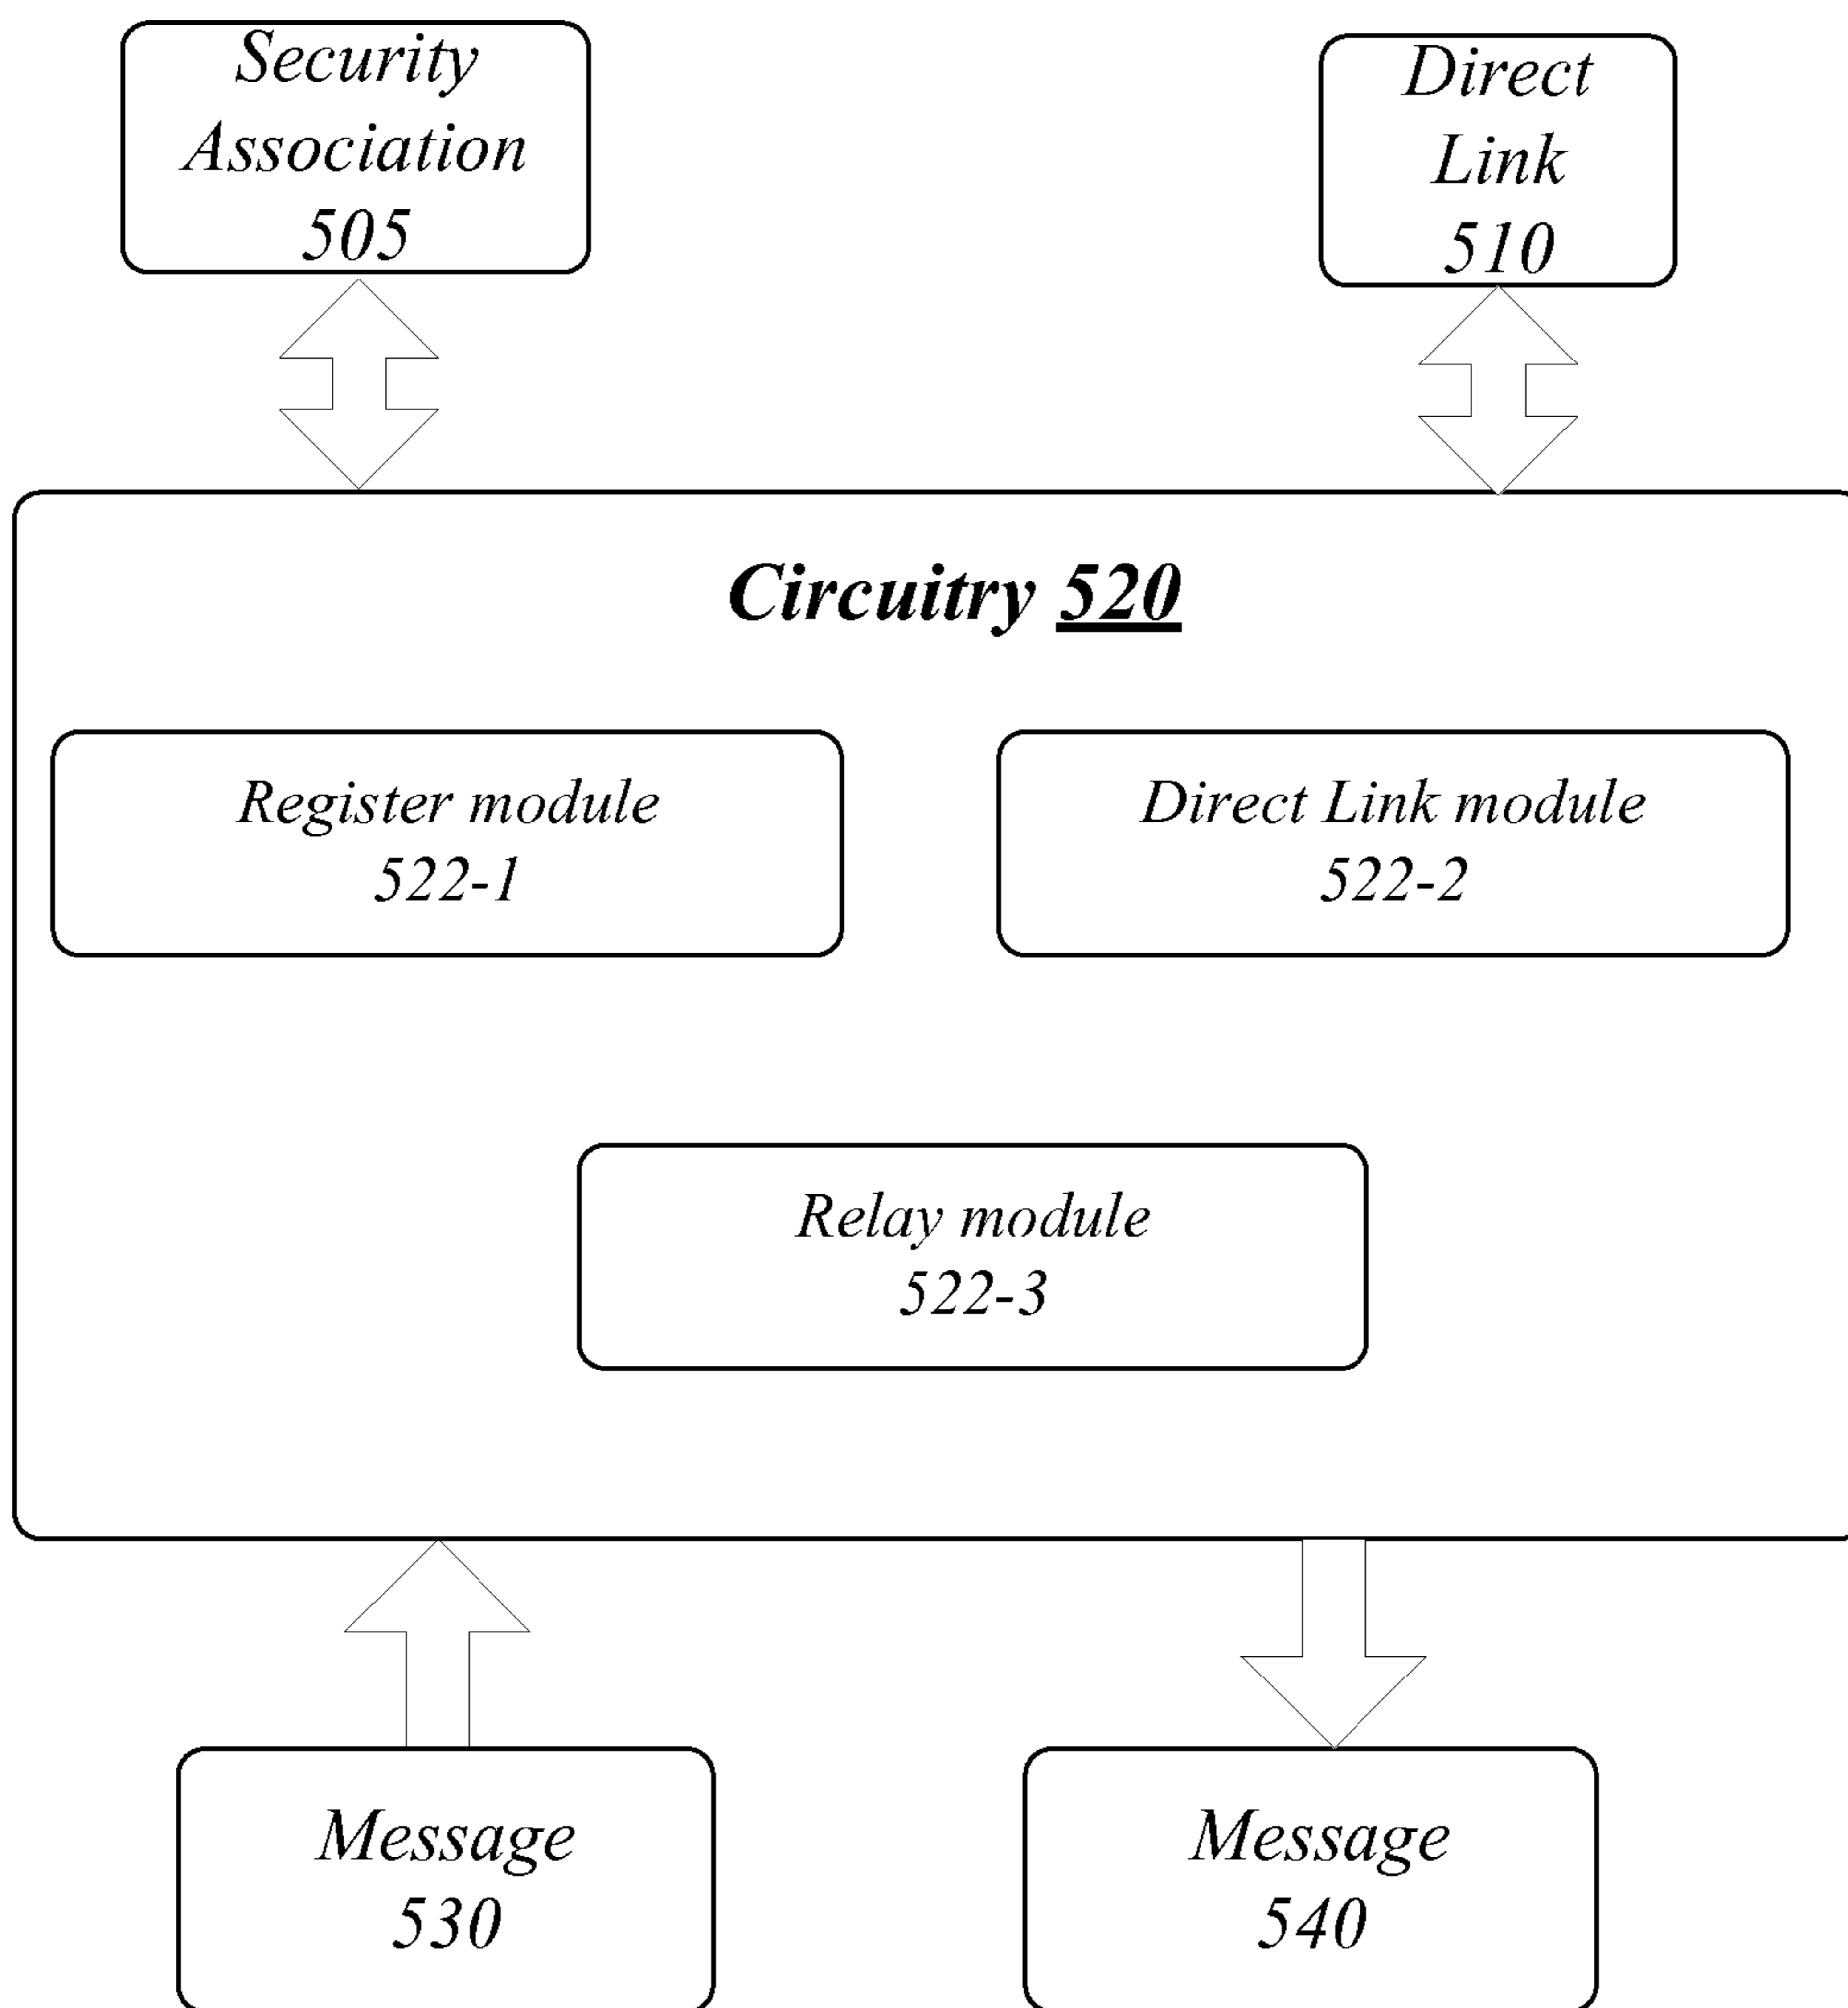 Security
Association
505
Direct
Link
510
Circuitry 520
Register module
522-1
Direct Link module
522-2
Relay module
522-3
Message
530
Message
540